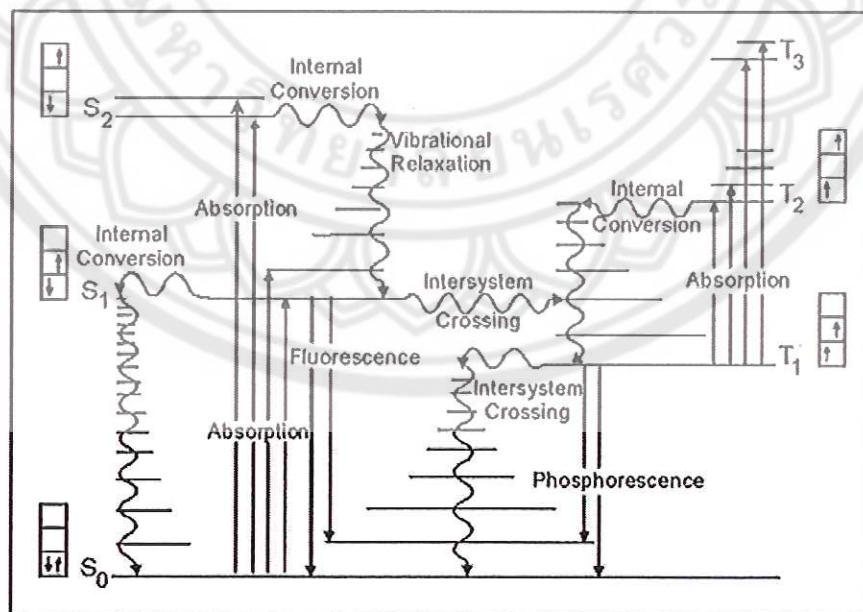 Internal
Conversion
S2
Vibrational
Relaxation
Absorption
Internal
Conversion
S1
Intersystem
Crossing
Fluorescence
Absorption
Intersystem
Crossing
Phosphorescence
S0
T3
T2
Internal
Conversion
Absorption
T1